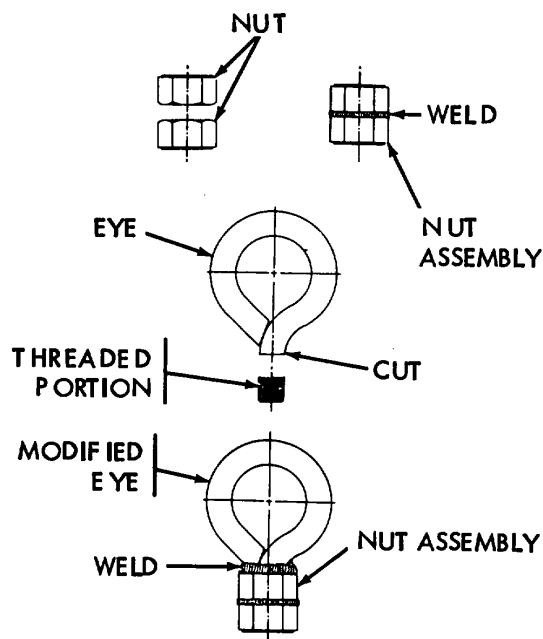 NUT
WELD
NUT
ASSEMBLY
EYE
CUT
THREADED
PORTION
MODIFIED
EYE
NUT ASSEMBLY
WELD